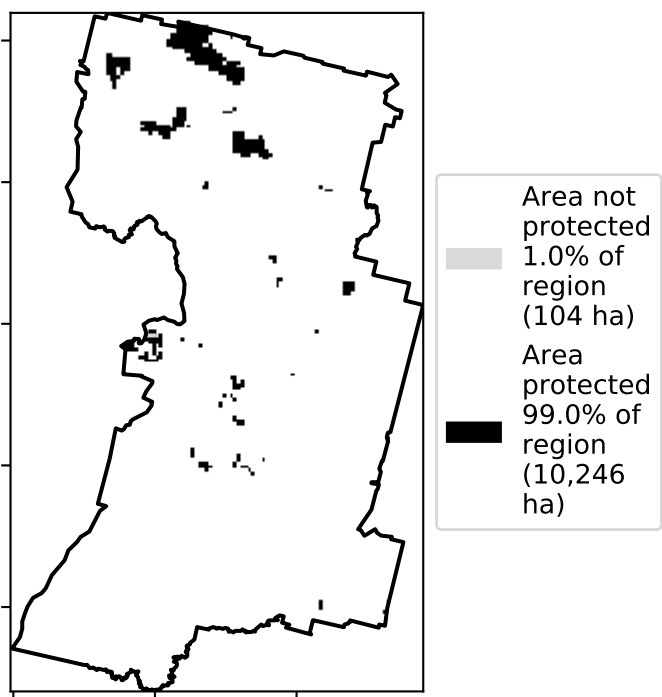 Area not
protected
1.0% of
region
(104 ha)
Area
protected
99.0% of
region
(10,246
ha)